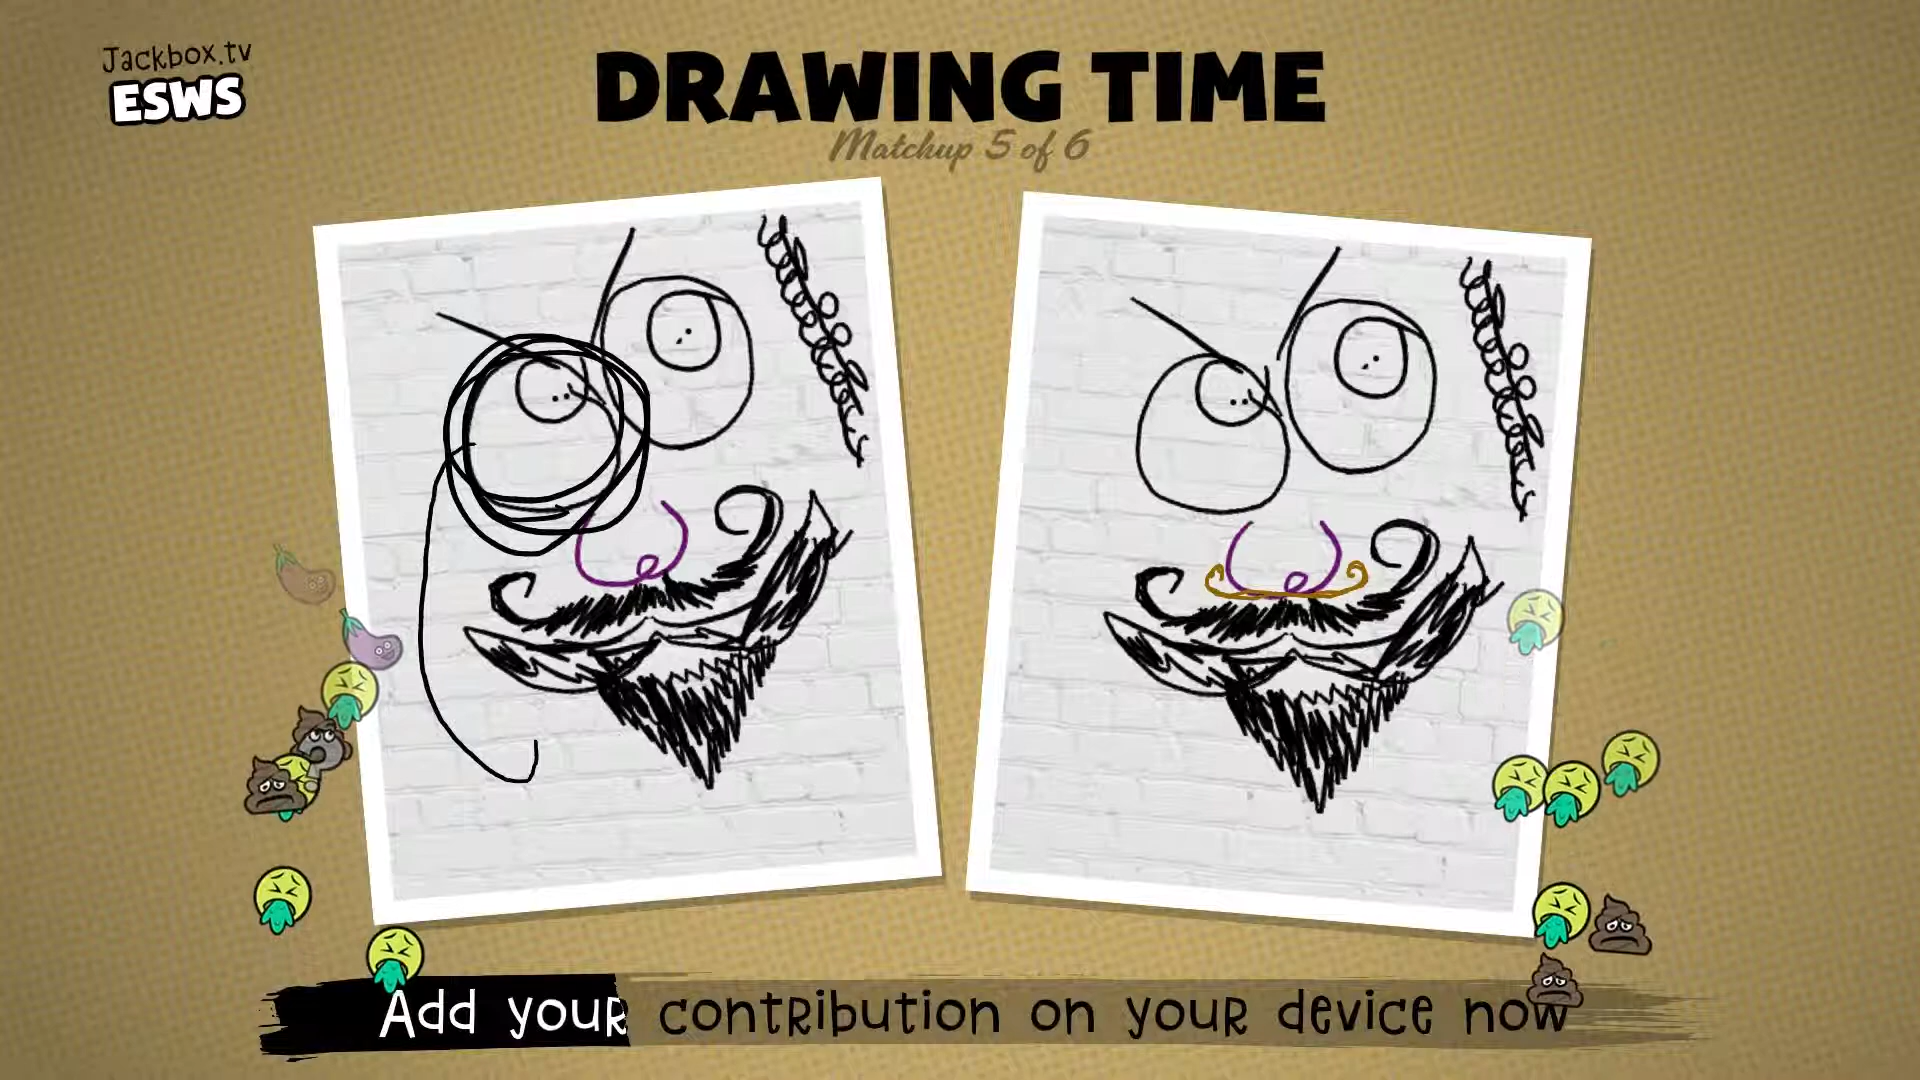 Jackbox.tv
ESWS
DRAWING TIME
Matchup 5 of 6
Add your contribution on your device now